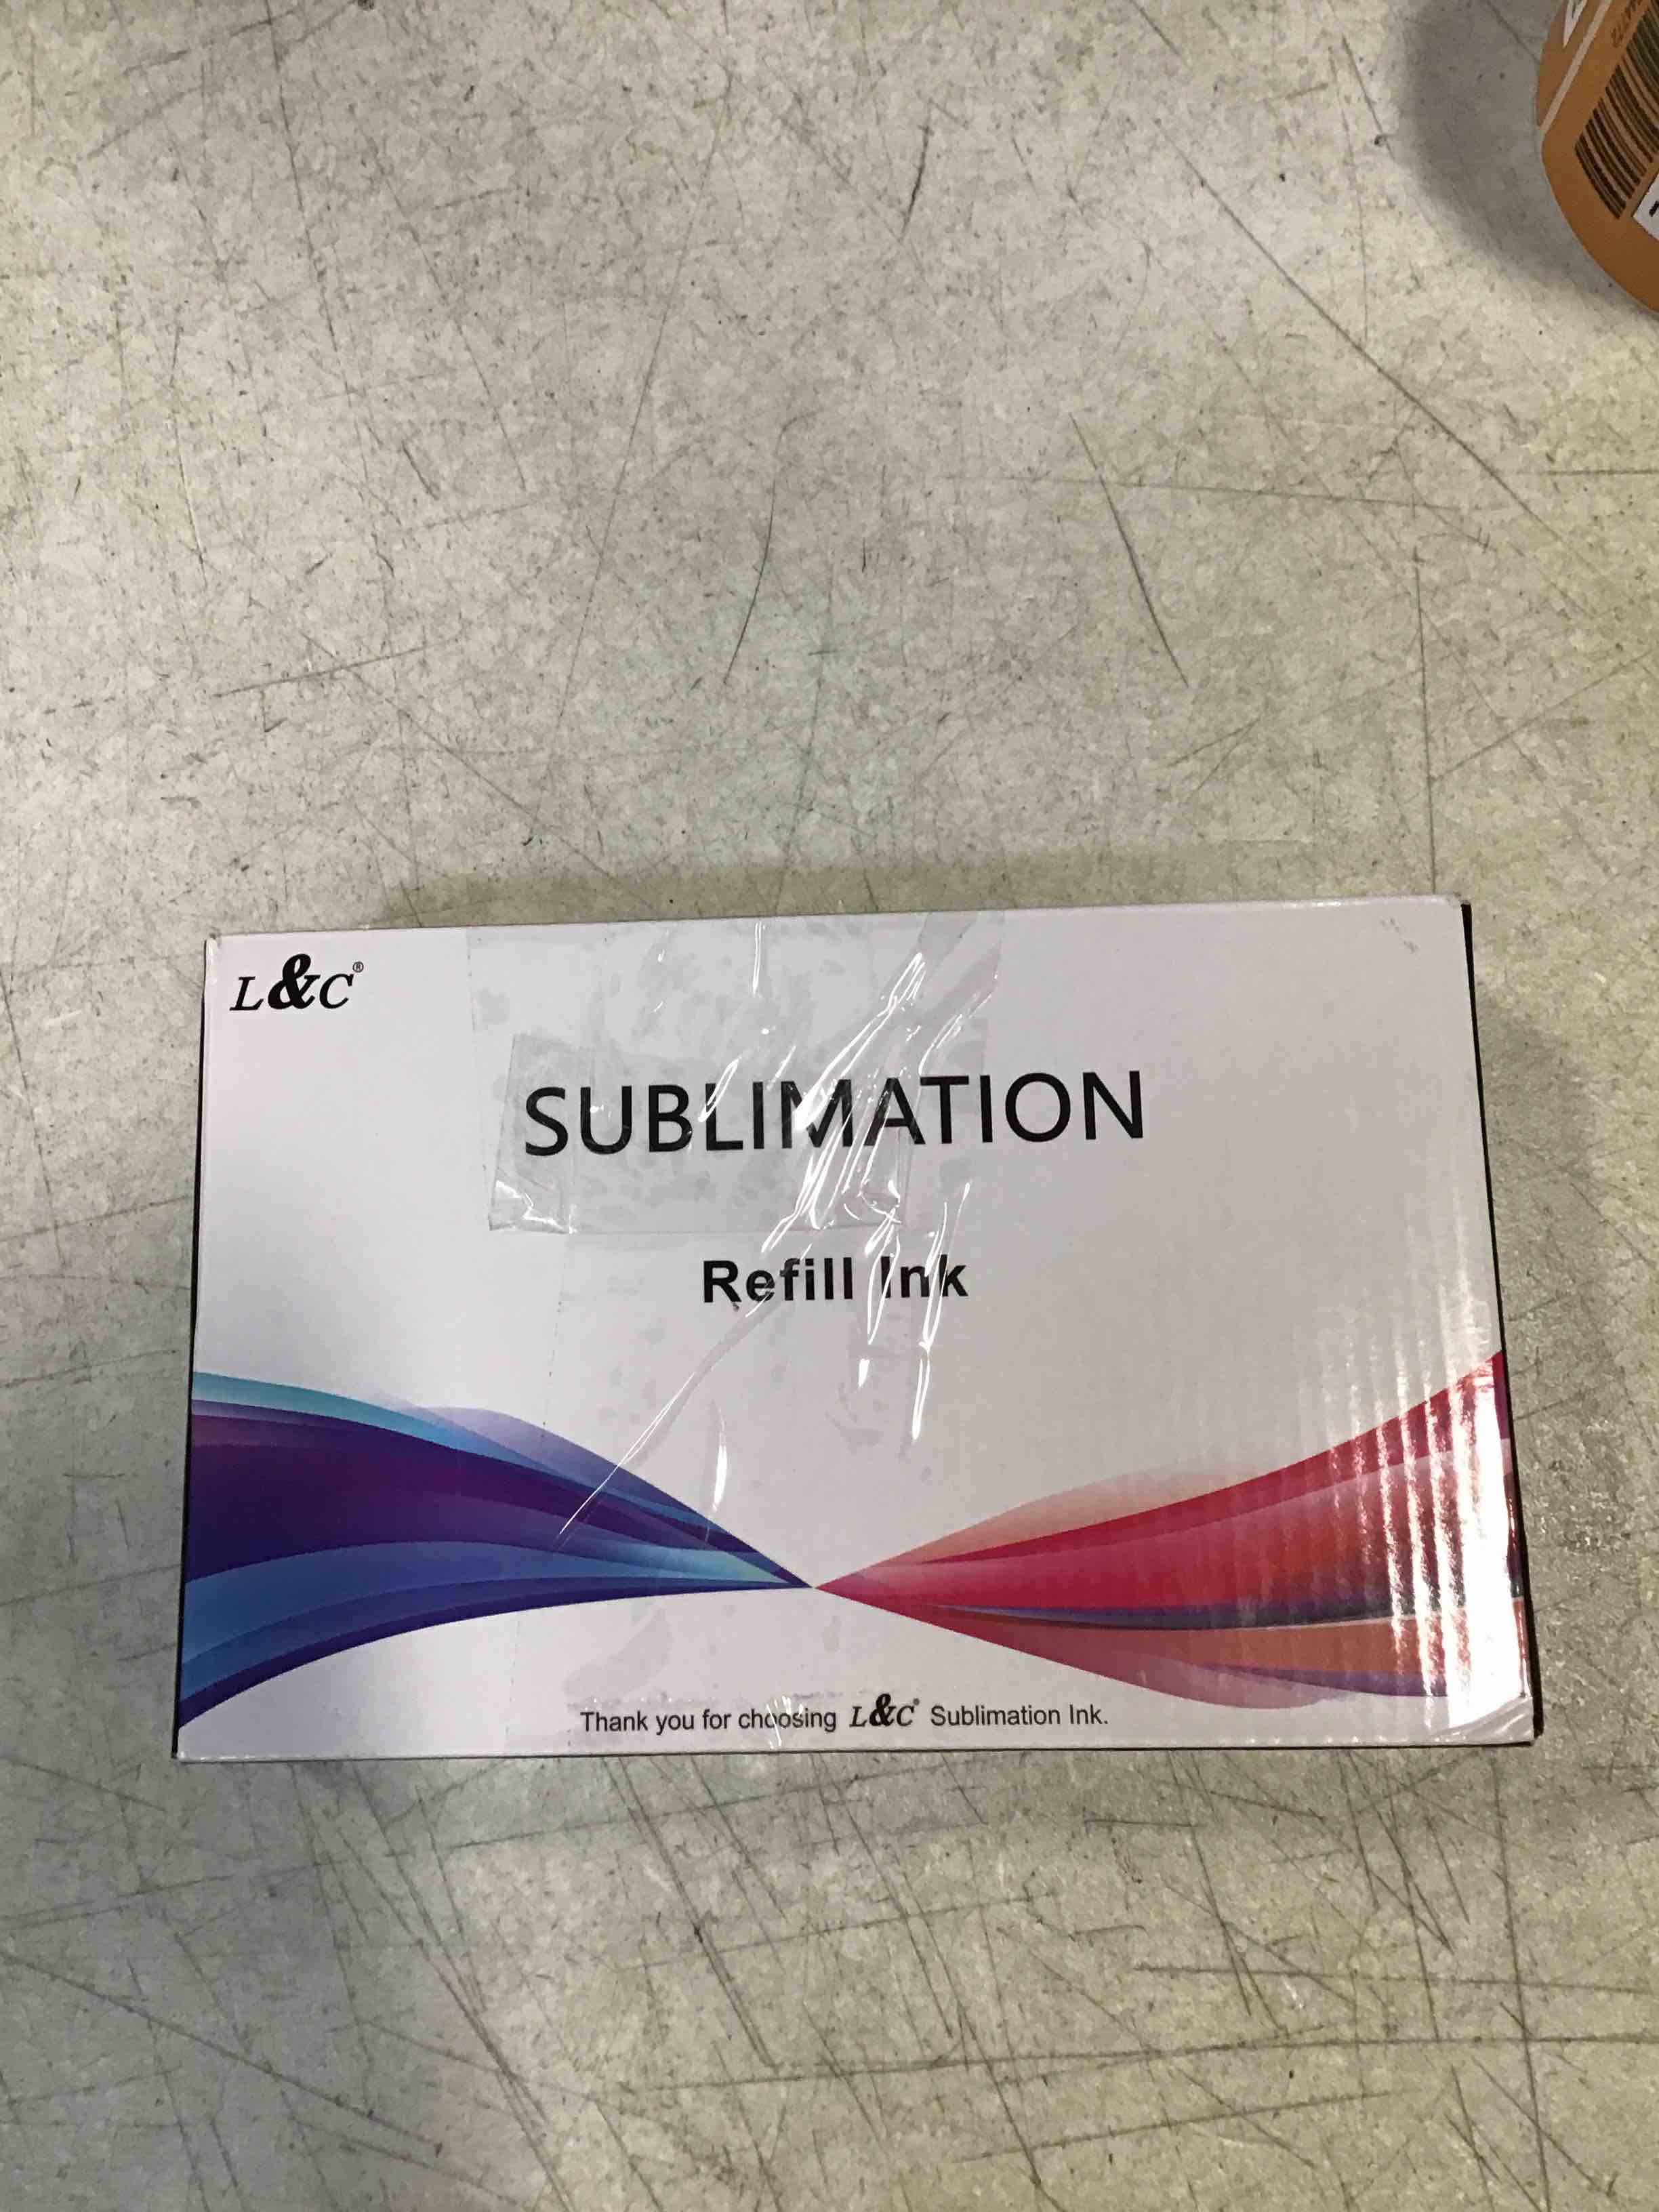 L&C®
SUBLIMATION
Refill Ink
Thank you for choosing L&C® Sublimation Ink.